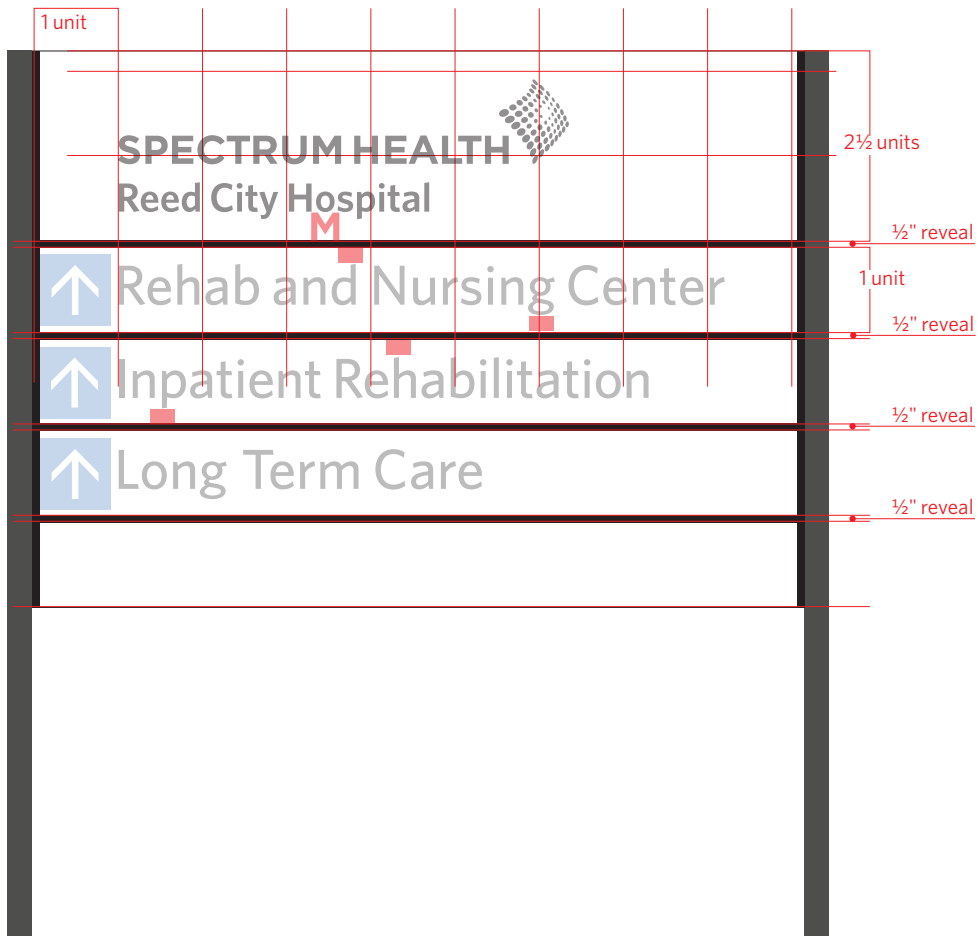 1 unit
SPECTRUM HEALTH
2½ units
Reed City Hospital
M
½" reveal
Rehab and Nursing Center
1 unit
½" reveal
Inpatient Rehabilitation
½" reveal
Long Term Care
½" reveal